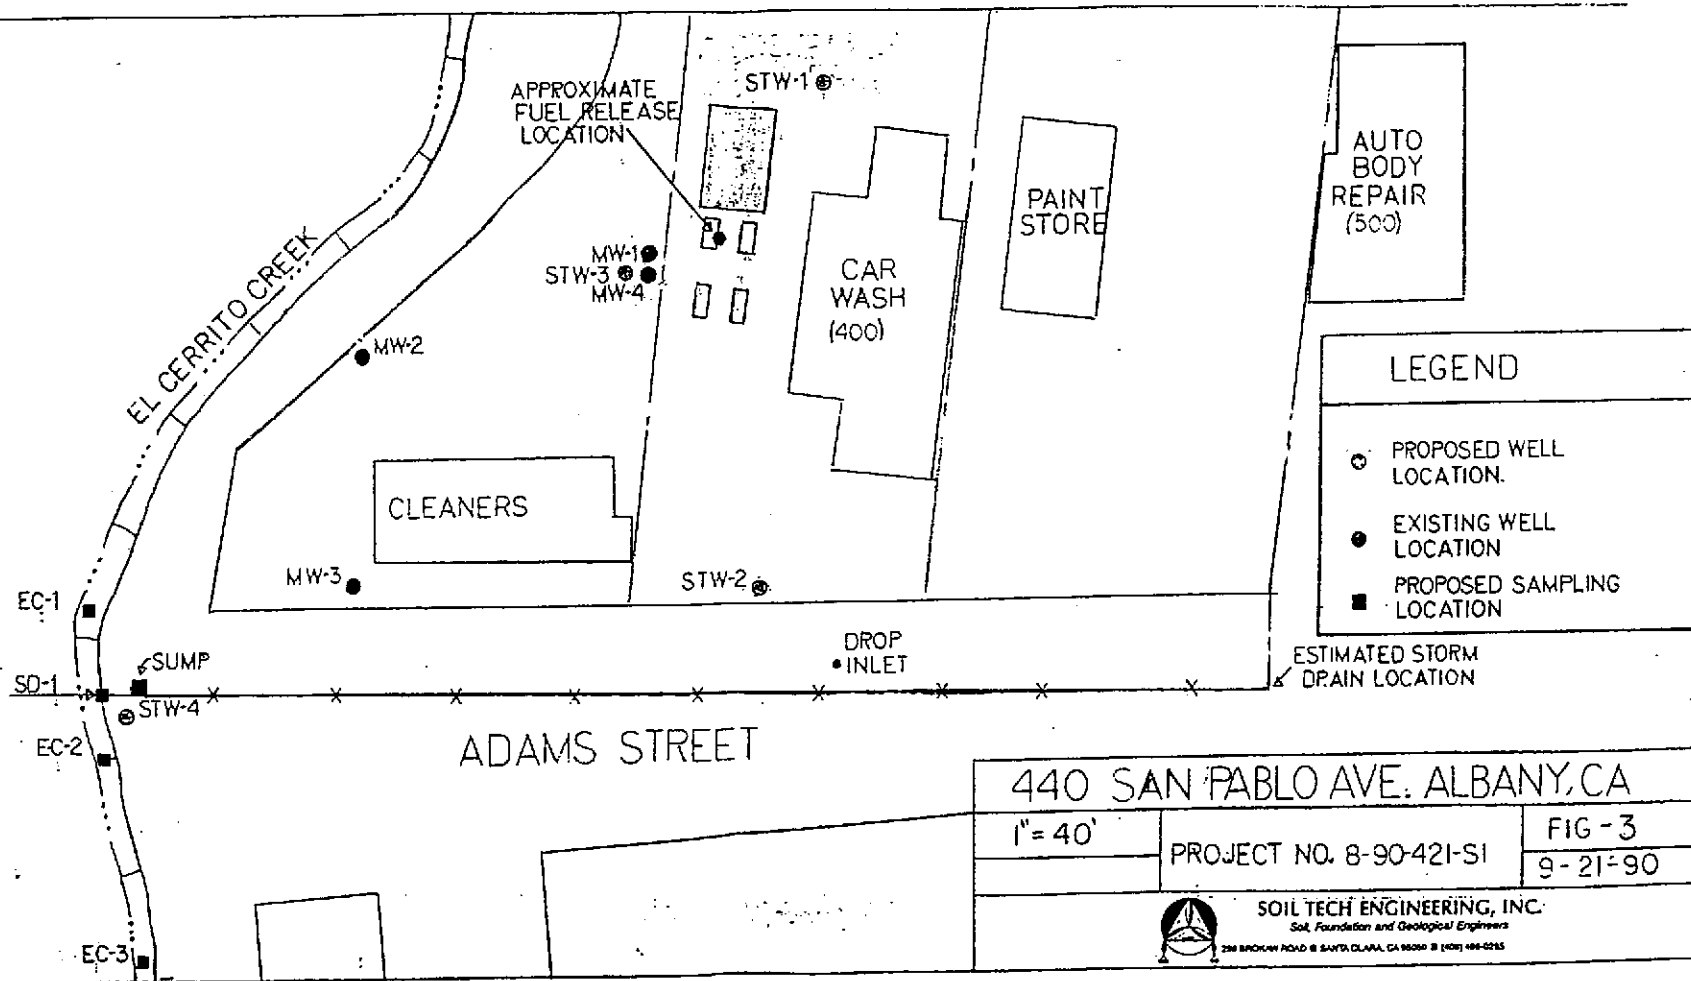 STW-1
APPROXIMATE
FUEL RELEASE
LOCATION
AUTO
BODY
REPAIR
(500)
PAINT
STORE
EL CERRITO CREEK
MW-1
STW-3
MW-4
CAR
WASH
(400)
MW-2
LEGEND
PROPOSED WELL
LOCATION.
EXISTING WELL
LOCATION
PROPOSED SAMPLING
LOCATION
CLEANERS
MW-3
STW-2
EC-1
DROP
INLET
SUMP
ESTIMATED STORM
DRAIN LOCATION
SD-1
STW-4
EC-2
ADAMS STREET
440 SAN PABLO AVE. ALBANY, CA
1"=40'
PROJECT NO. 8-90-421-S1
FIG-3
9-21-90
SOIL TECH ENGINEERING, INC.
Soil, Foundation and Geological Engineers
EC-3